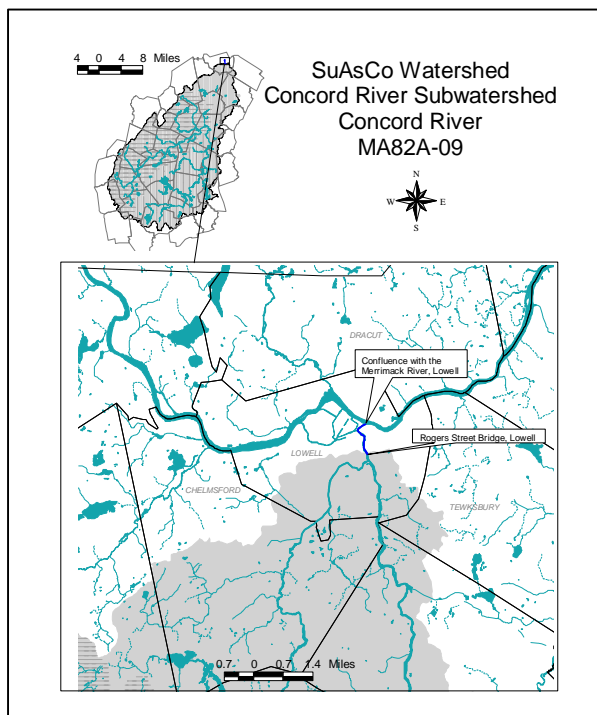 4 0 4 8 Miles
SuAsCo Watershed
Concord River Subwatershed
Concord River
MA82A-09
N
W E
S
DRACUT
Confluence with the
Merrimack River, Lowell
Rogers Street Bridge, Lowell
LOWELL
CHELMSFORD
TEWKSBURY
0.7 0 0.7 1.4 Miles